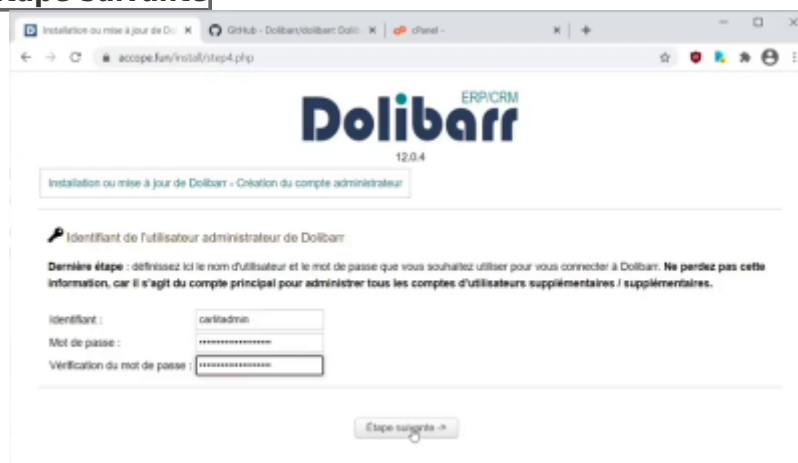 Installation ou mise à jour de Do
GitHub - Dolibarr/dolibarr: Dolib
cPanel -
accope.fun/install/step4.php
Dolibarr ERP/CRM
12.0.4
Installation ou mise à jour de Dolibarr - Création du compte administrateur
Identifiant de l'utilisateur administrateur de Dolibarr
Dernière étape : définissez ici le nom d'utilisateur et le mot de passe que vous souhaitez utiliser pour vous connecter à Dolibarr. Ne perdez pas cette
information, car il s'agit du compte principal pour administrer tous les comptes d'utilisateurs supplémentaires / supplémentaires.
Identifiant : carlitadmin
Mot de passe :
Vérification du mot de passe :
Étape suivante ->